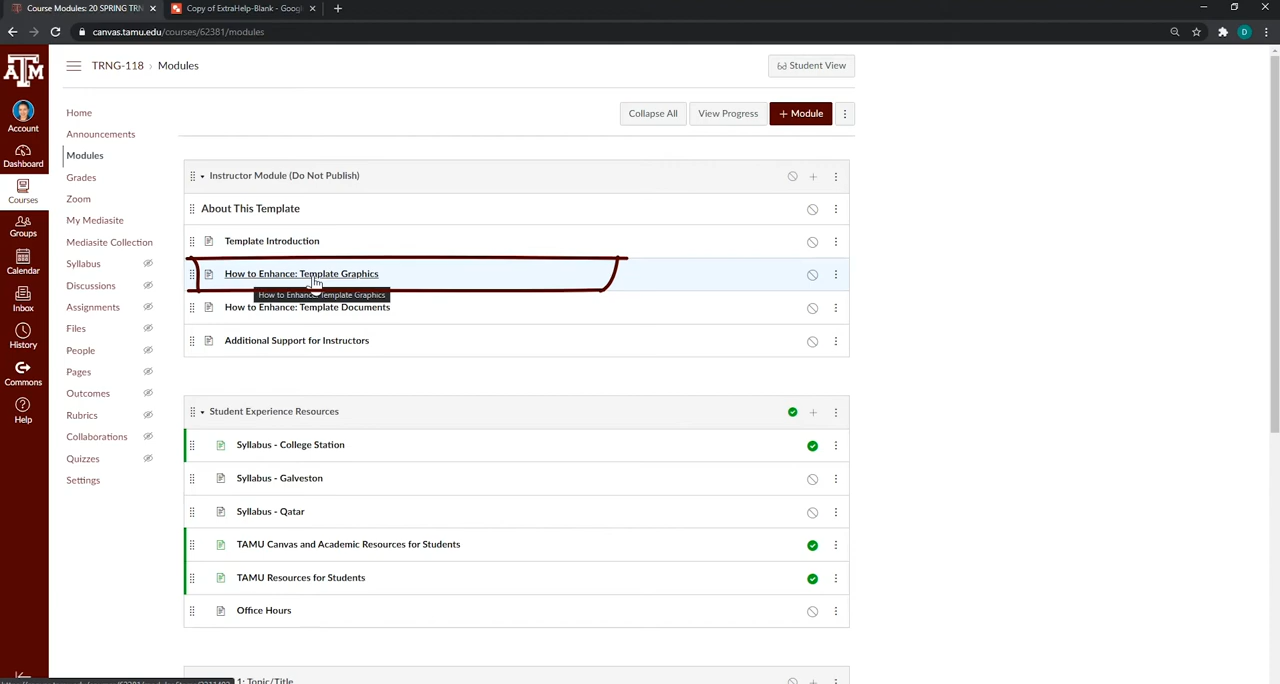 Course Modules: 20 SPRING TRN
Copy of ExtraHelp-Blank - Googl
canvas.tamu.edu/courses/62381/modules
D
ATM
Account
Dashboard
Courses
Groups
Calendar
Inbox
History
Commons
Help
TRNG-118 › Modules
Student View
Home
Announcements
Modules
Grades
Zoom
My Mediasite
Mediasite Collection
Syllabus
Discussions
Assignments
Files
People
Pages
Outcomes
Rubrics
Collaborations
Quizzes
Settings
Collapse All
View Progress
+ Module
Instructor Module (Do Not Publish)
About This Template
Template Introduction
How to Enhance: Template Graphics
How to Enhance: Template Graphics
How to Enhance: Template Documents
Additional Support for Instructors
Student Experience Resources
Syllabus - College Station
Syllabus - Galveston
Syllabus - Qatar
TAMU Canvas and Academic Resources for Students
TAMU Resources for Students
Office Hours
1: Topic/Title